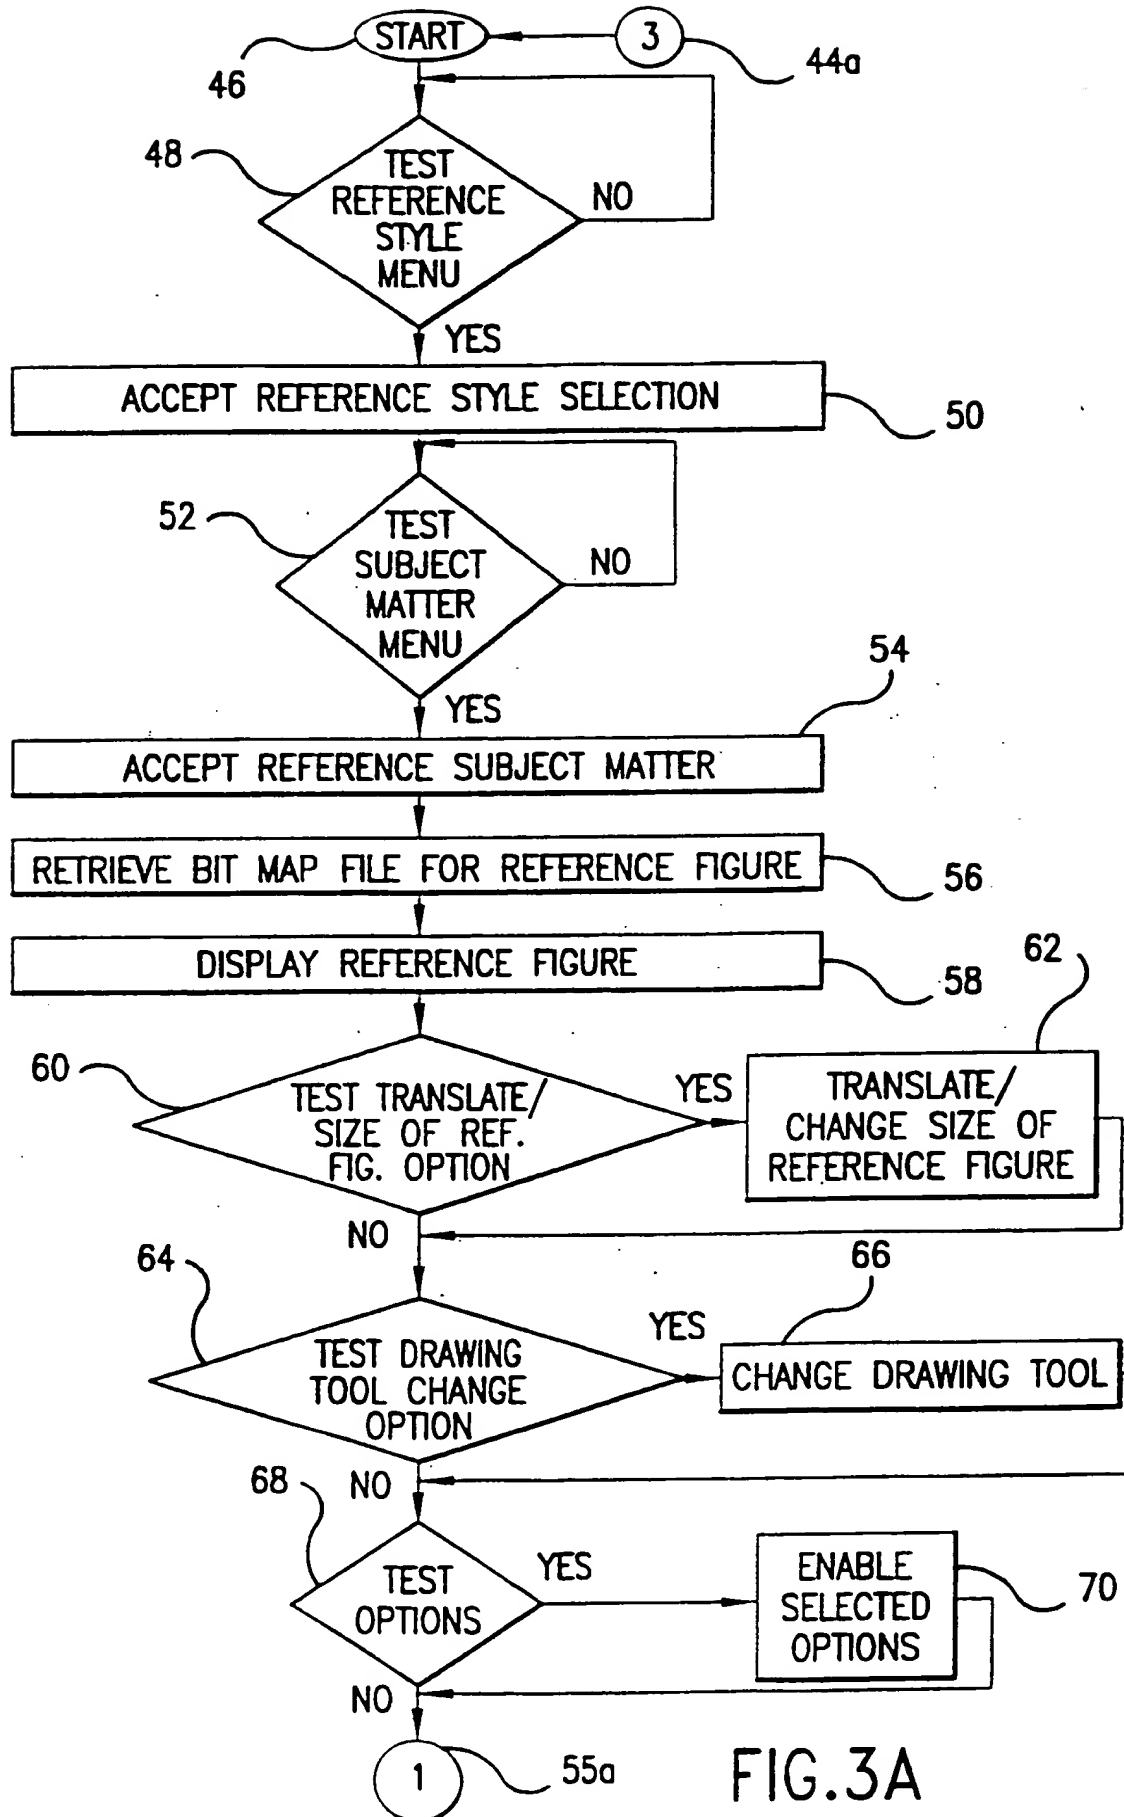 START
3
46
44a
48
TEST
REFERENCE
STYLE
MENU
NO
YES
ACCEPT REFERENCE STYLE SELECTION
50
52
TEST
SUBJECT
MATTER
MENU
NO
YES
54
ACCEPT REFERENCE SUBJECT MATTER
RETRIEVE BIT MAP FILE FOR REFERENCE FIGURE
56
DISPLAY REFERENCE FIGURE
58
62
60
TEST TRANSLATE/
SIZE OF REF.
FIG. OPTION
YES
TRANSLATE/
CHANGE SIZE OF
REFERENCE FIGURE
NO
64
66
TEST DRAWING
TOOL CHANGE
OPTION
YES
CHANGE DRAWING TOOL
NO
68
TEST
OPTIONS
YES
ENABLE
SELECTED
OPTIONS
70
NO
1
55a
FIG.3A